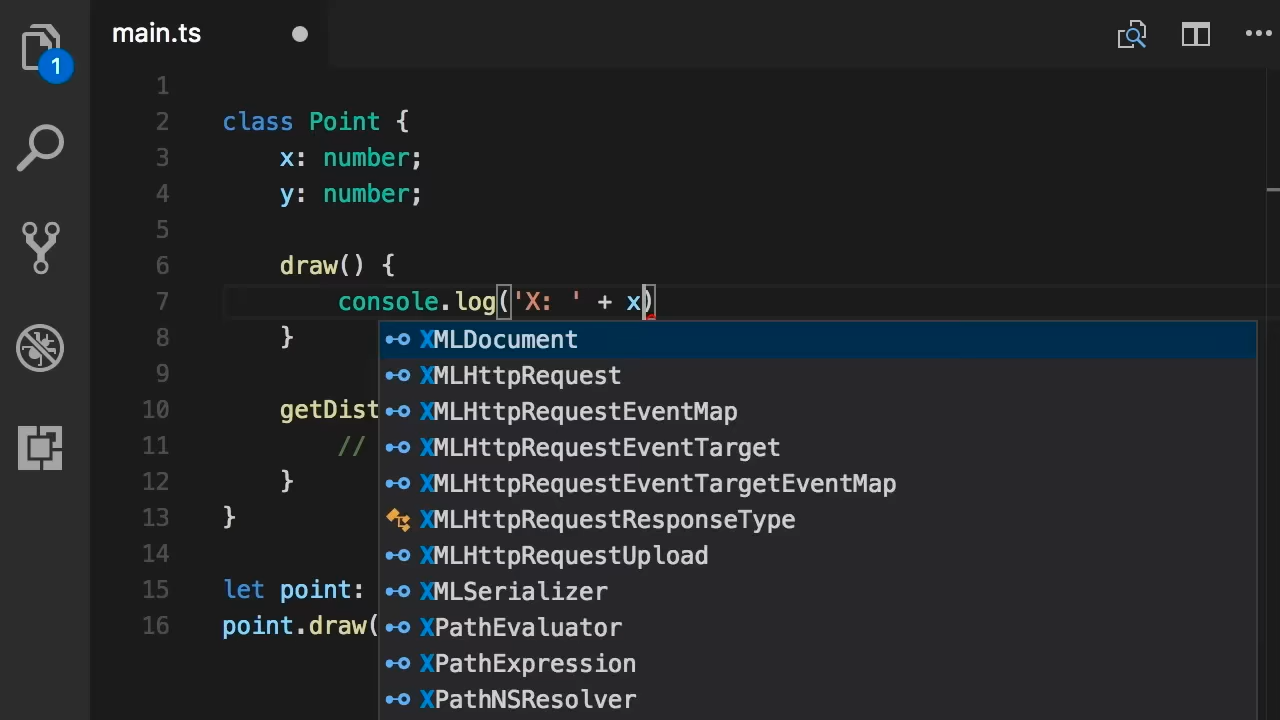 main.ts
1
1
2 class Point {
3 x: number;
4 y: number;
5
6 draw() {
7 console.log('X: ' + x)
8 }
XMLDocument
9
XMLHttpRequest
10 getDist
XMLHttpRequestEventMap
11 //
XMLHttpRequestEventTarget
12 }
XMLHttpRequestEventTargetEventMap
13 }
XMLHttpRequestResponseType
14
XMLHttpRequestUpload
15 let point:
XMLSerializer
16 point.draw(
XPathEvaluator
XPathExpression
XPathNSResolver